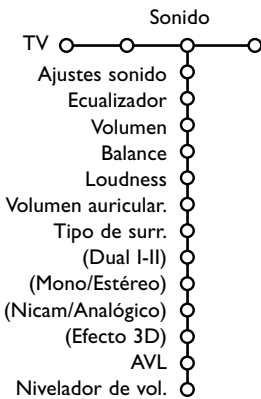 Sonido
TV
Ajustes sonido
Ecualizador
Volumen
Balance
Loudness
Volumen auricular.
Tipo de surr.
(Dual I-II)
(Mono/Estéreo)
(Nicam/Analógico)
(Efecto 3D)
AVL
Nivelador de vol.